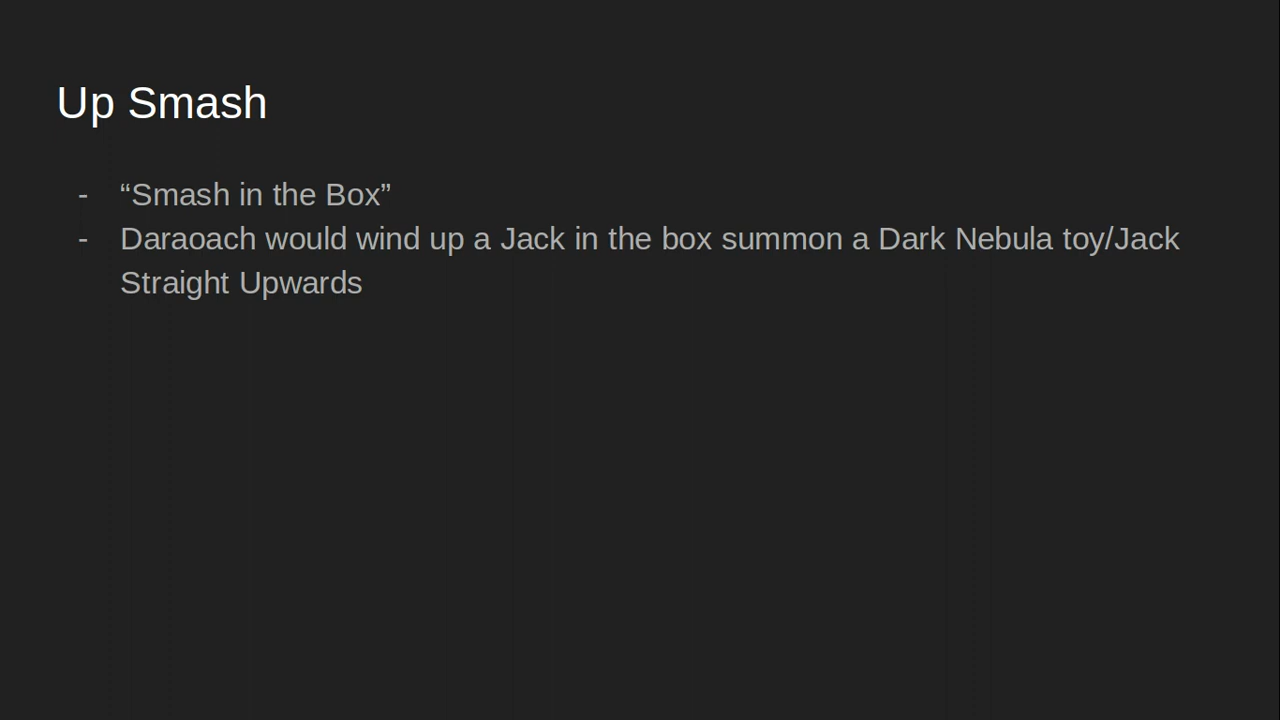 Up Smash
- “Smash in the Box”
- Daraoach would wind up a Jack in the box summon a Dark Nebula toy/Jack
Straight Upwards